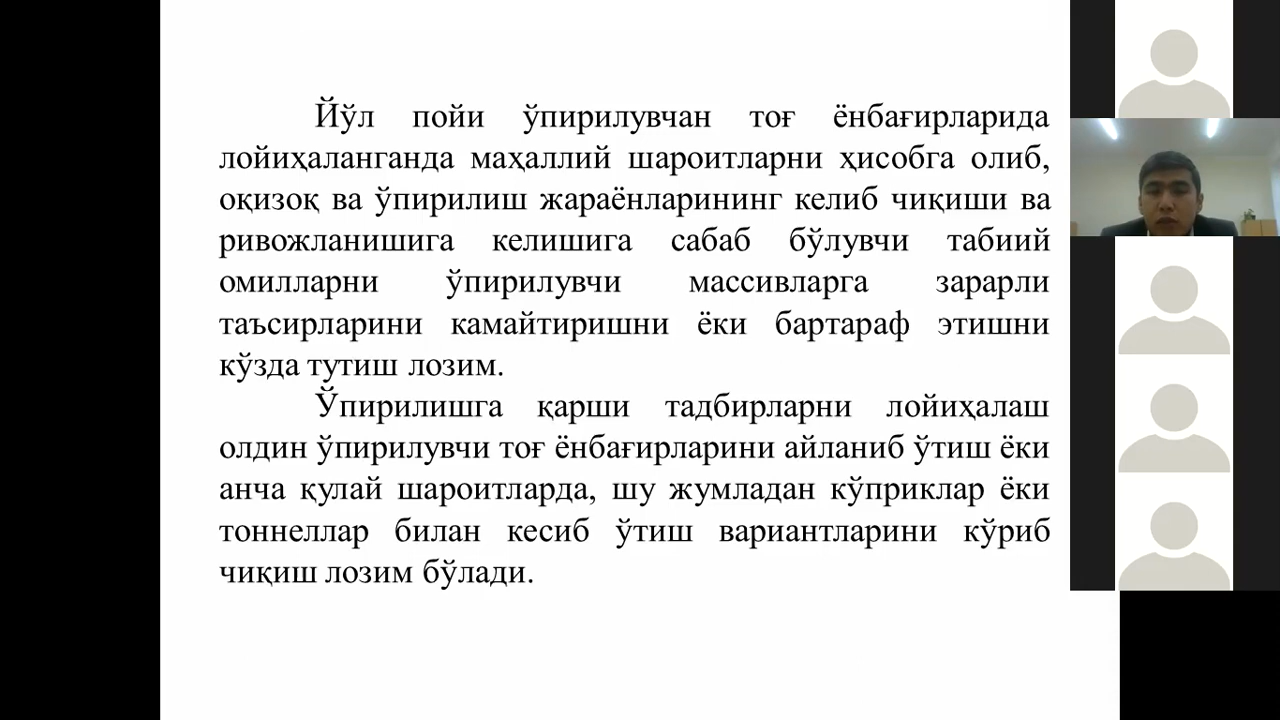 Йўл пойи ўпирилувчан тоғ ёнбағирларида
лойиҳаланганда маҳаллий шароитларни ҳисобга олиб,
оқизоқ ва ўпирилиш жараёнларининг келиб чиқиши ва
ривожланишига келишига сабаб бўлувчи табиий
омилларни ўпирилувчи массивларга зарарли
таъсирларини камайтиришни ёки бартараф этишни
кўзда тутиш лозим.
Ўпирилишга қарши тадбирларни лойиҳалаш
олдин ўпирилувчи тоғ ёнбағирларини айланиб ўтиш ёки
анча қулай шароитларда, шу жумладан кўприклар ёки
тоннеллар билан кесиб ўтиш вариантларини кўриб
чиқиш лозим бўлади.